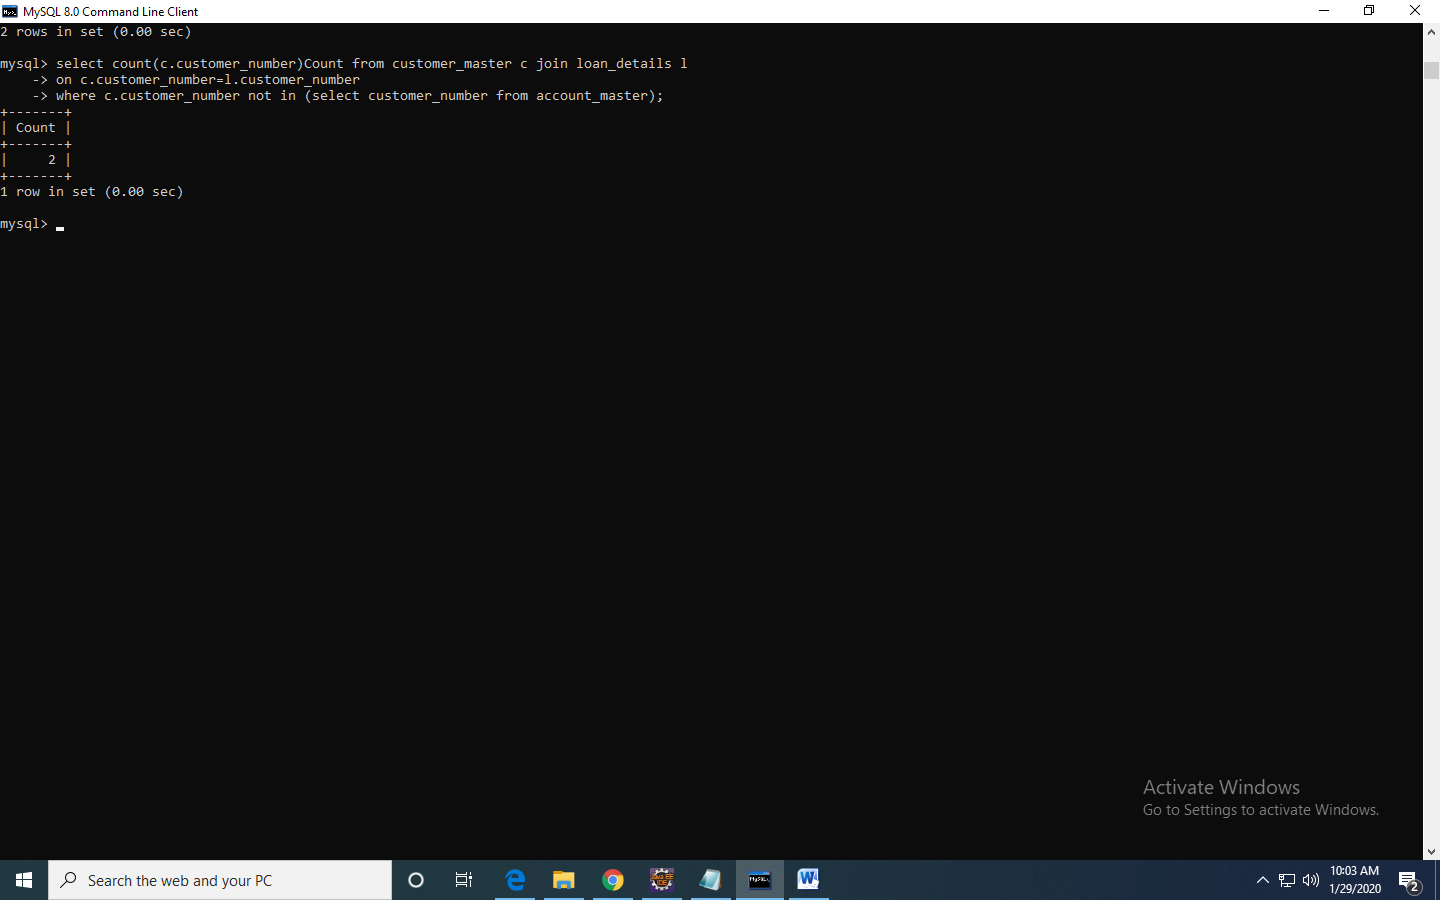 MySQL 8.0 Command Line Client
2 rows in set (0.00 sec)
mysql> select count(c.customer_number)Count from customer_master c join loan_details l
    -> on c.customer_number=l.customer_number
    -> where c.customer_number not in (select customer_number from account_master);
+-------+
| Count |
+-------+
|     2 |
+-------+
1 row in set (0.00 sec)
mysql>
Activate Windows
Go to Settings to activate Windows.
Search the web and your PC
10:03 AM
1/29/2020
2